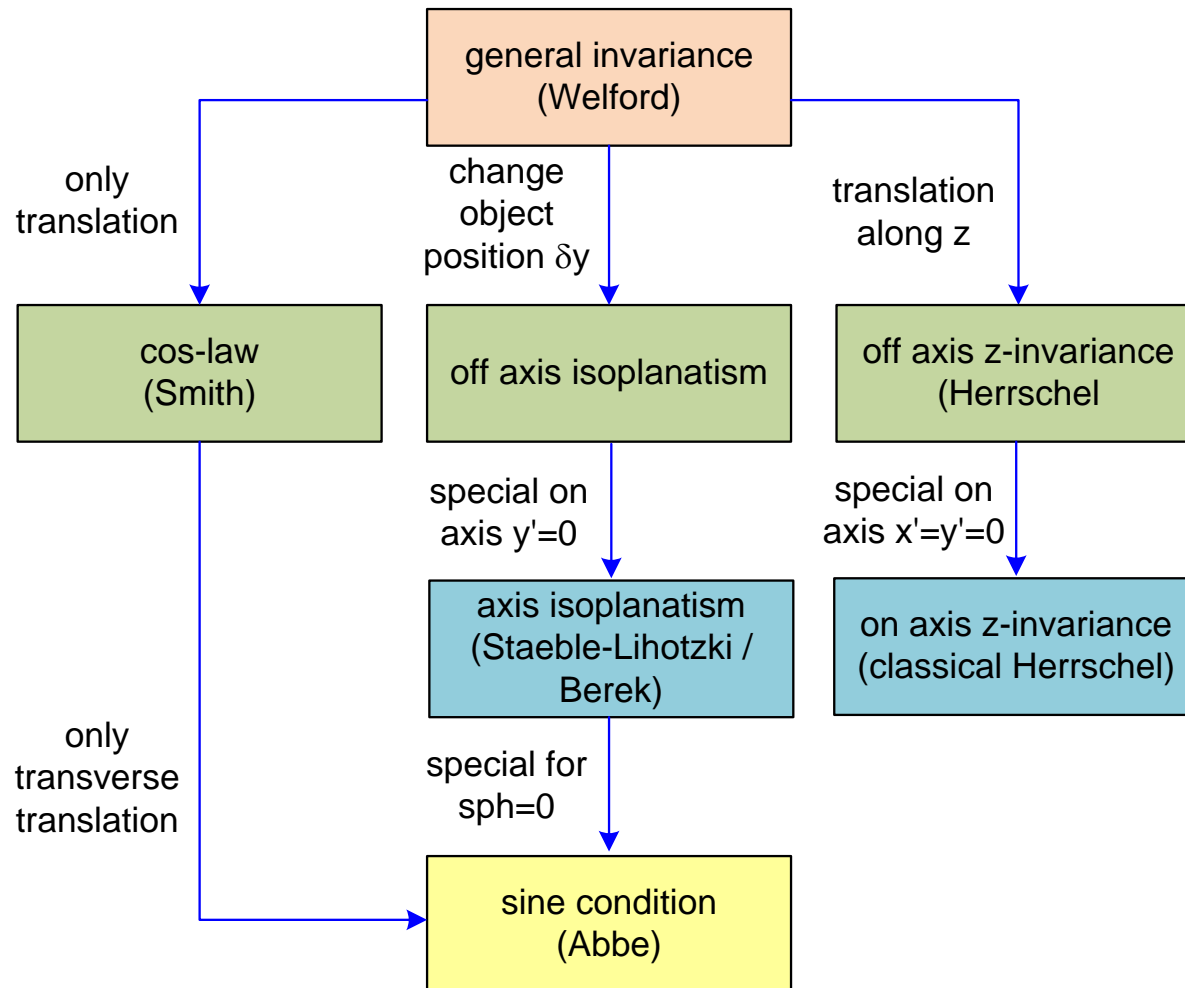 general invariance
(Welford)
only
translation
change
object
position δy
translation
along z
cos-law
(Smith)
off axis isoplanatism
off axis z-invariance
(Herrschel
special on
axis y'=0
special on
axis x'=y'=0
axis isoplanatism
(Staeble-Lihotzki /
Berek)
on axis z-invariance
(classical Herrschel)
only
transverse
translation
special for
sph=0
sine condition
(Abbe)